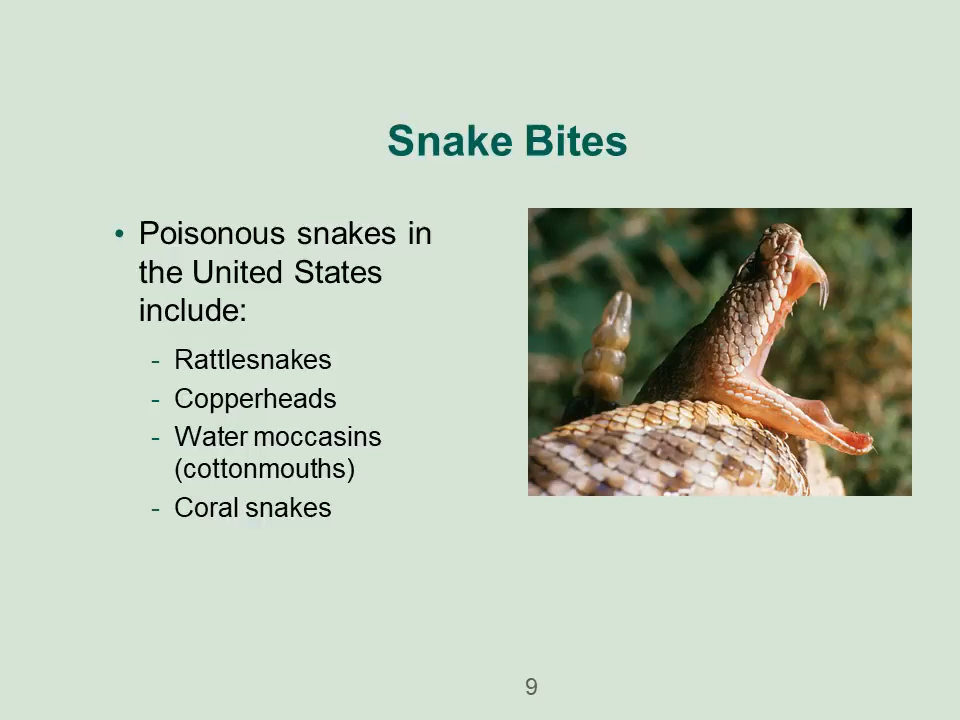 Snake Bites
• Poisonous snakes in
the United States
include:
- Rattlesnakes
- Copperheads
- Water moccasins
(cottonmouths)
- Coral snakes
9